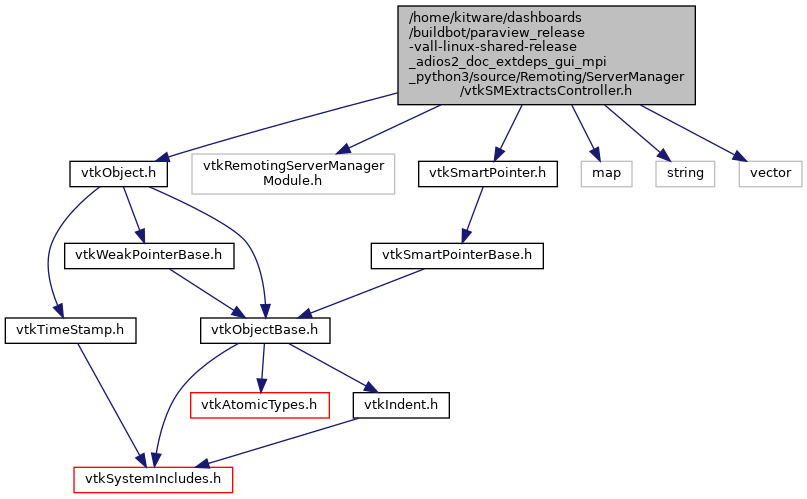 /home/kitware/dashboards
/buildbot/paraview_release
-vall-linux-shared-release
_adios2_doc_extdeps_gui_mpi
_python3/source/Remoting/ServerManager
/vtkSMExtractsController.h
vtkObject.h
vtkRemotingServerManager
Module.h
vtkSmartPointer.h
map
string
vector
vtkWeakPointerBase.h
vtkSmartPointerBase.h
vtkTimeStamp.h
vtkObjectBase.h
vtkAtomicTypes.h
vtkIndent.h
vtkSystemIncludes.h